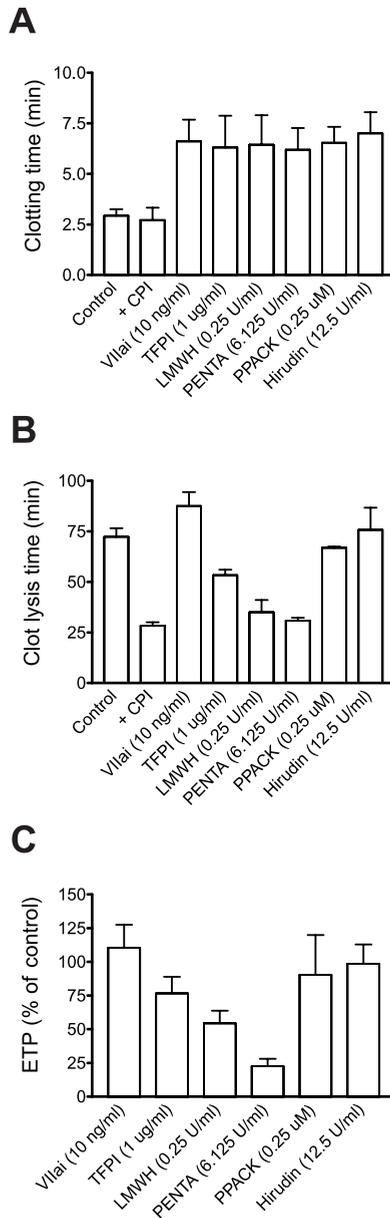 A
Clotting time (min)
10.0
7.5
5.0
2.5
0.0
Control
+ CPI
VIIai (10 ng/ml)
TFPI (1 ug/ml)
LMWH (0.25 U/ml)
PENTA (6.125 U/ml)
PPACK (0.25 uM)
Hirudin (12.5 U/ml)
B
Clot lysis time (min)
100
75
50
25
0
Control
+ CPI
VIIai (10 ng/ml)
TFPI (1 ug/ml)
LMWH (0.25 U/ml)
PENTA (6.125 U/ml)
PPACK (0.25 uM)
Hirudin (12.5 U/ml)
C
ETP (% of control)
150
125
100
75
50
25
0
VIIai (10 ng/ml)
TFPI (1 ug/ml)
LMWH (0.25 U/ml)
PENTA (6.125 U/ml)
PPACK (0.25 uM)
Hirudin (12.5 U/ml)